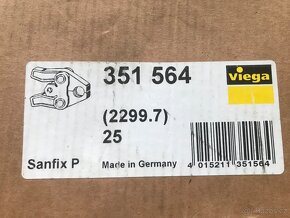 351 564
viega
(2299.7)
25
Sanfix P
Made in Germany
4 015211 351564